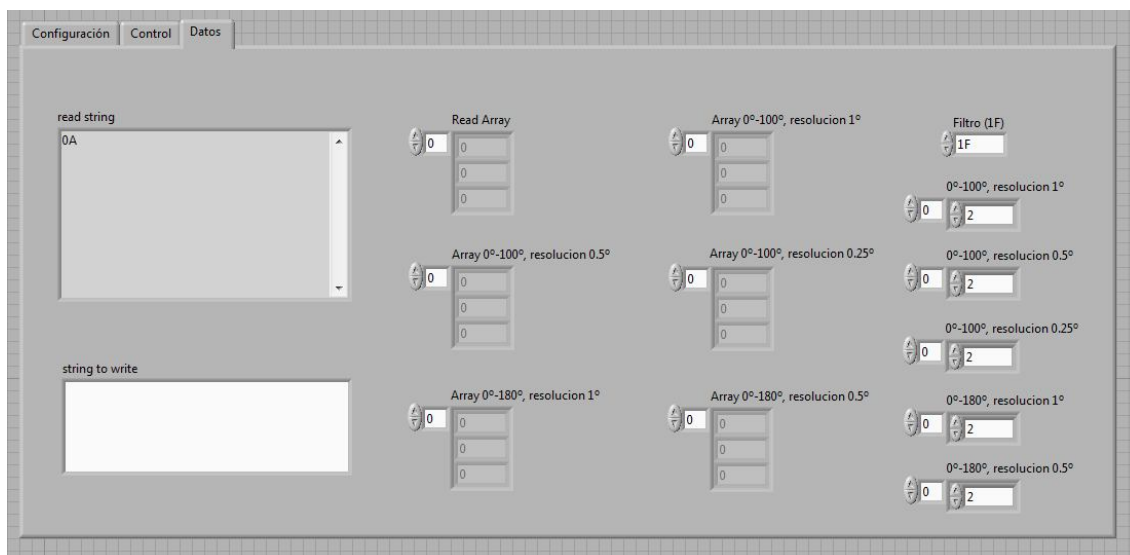 Configuración Control Datos
read string
0A
string to write
Read Array
0
0
0
0
Array 0º-100º, resolucion 1º
0
0
0
0
Filtro (1F)
1F
0º-100º, resolucion 1º
0 2
Array 0º-100º, resolucion 0.5º
0
0
0
0
Array 0º-100º, resolucion 0.25º
0
0
0
0
0º-100º, resolucion 0.5º
0 2
0º-100º, resolucion 0.25º
0 2
Array 0º-180º, resolucion 1º
0
0
0
0
Array 0º-180º, resolucion 0.5º
0
0
0
0
0º-180º, resolucion 1º
0 2
0º-180º, resolucion 0.5º
0 2